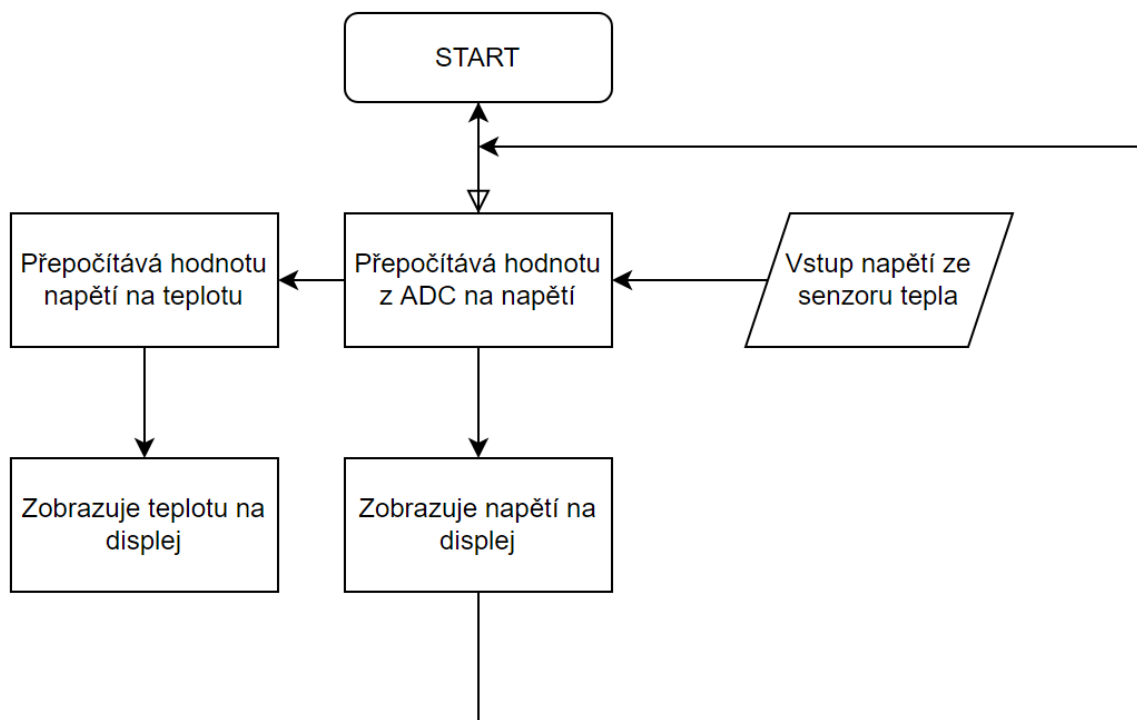 START
Přepočítává hodnotu
napětí na teplotu
Přepočítává hodnotu
z ADC na napětí
Vstup napětí ze
senzoru tepla
Zobrazuje teplotu na
displej
Zobrazuje napětí na
displej